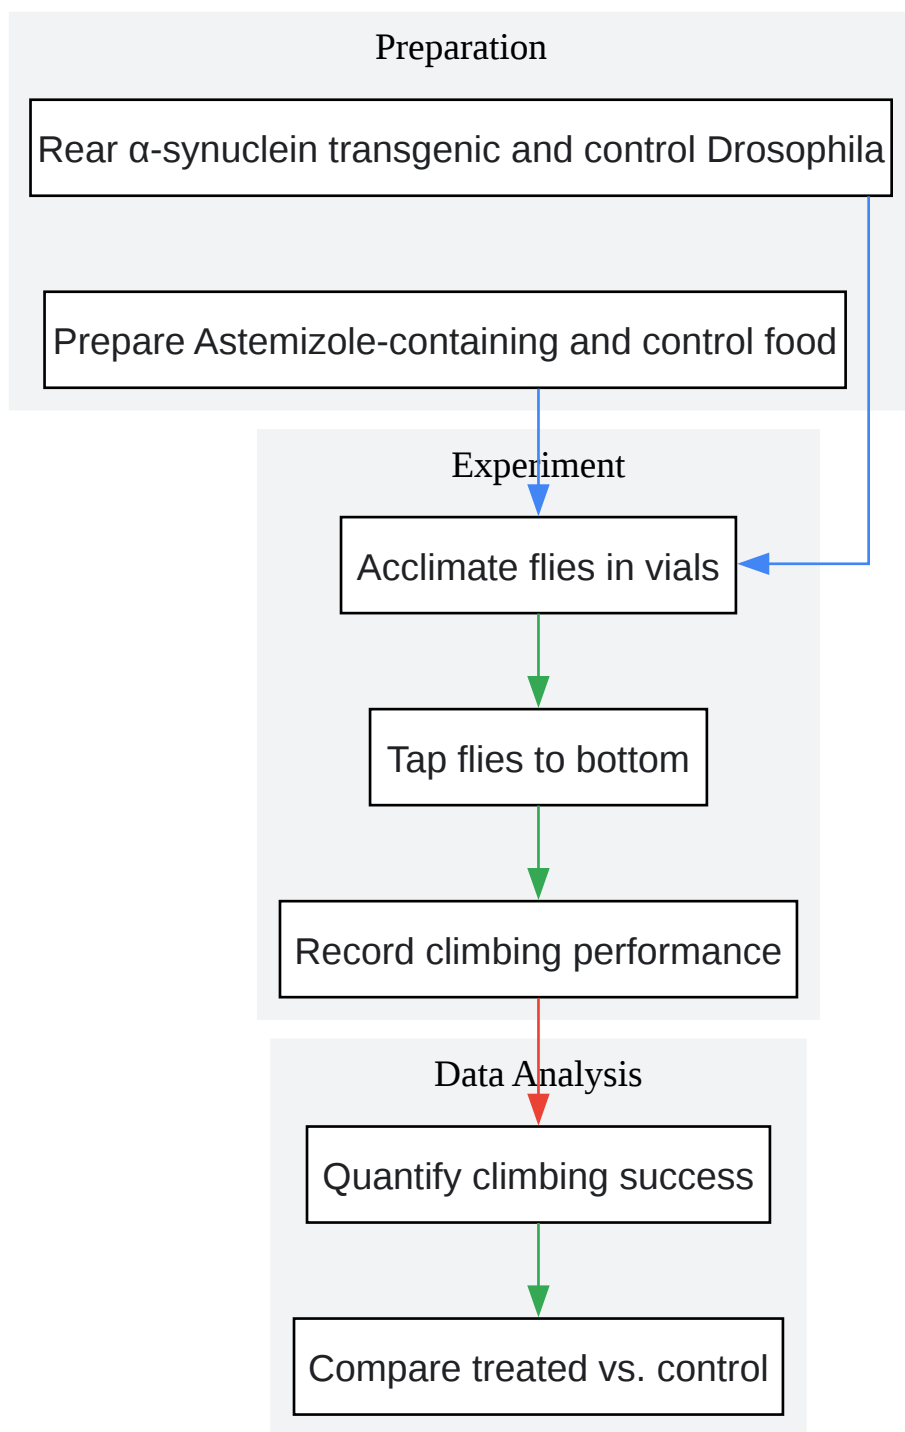 Preparation
Rear α-synuclein transgenic and control Drosophila
Prepare Astemizole-containing and control food
Experiment
Acclimate flies in vials
Tap flies to bottom
Record climbing performance
Data Analysis
Quantify climbing success
Compare treated vs. control